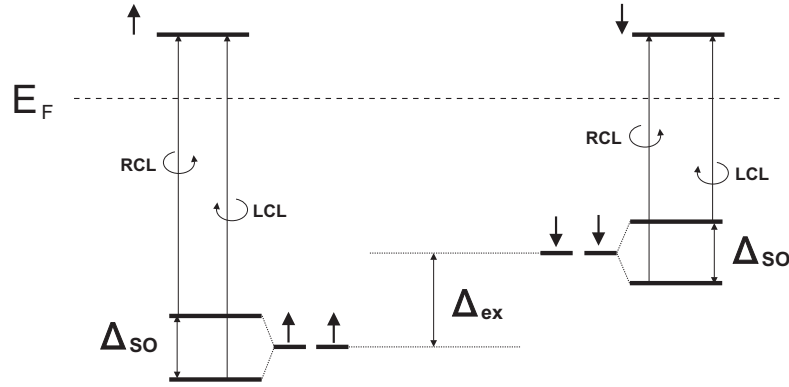 E_F
RCL
LCL
RCL
LCL
Δ_SO
Δ_ex
Δ_SO